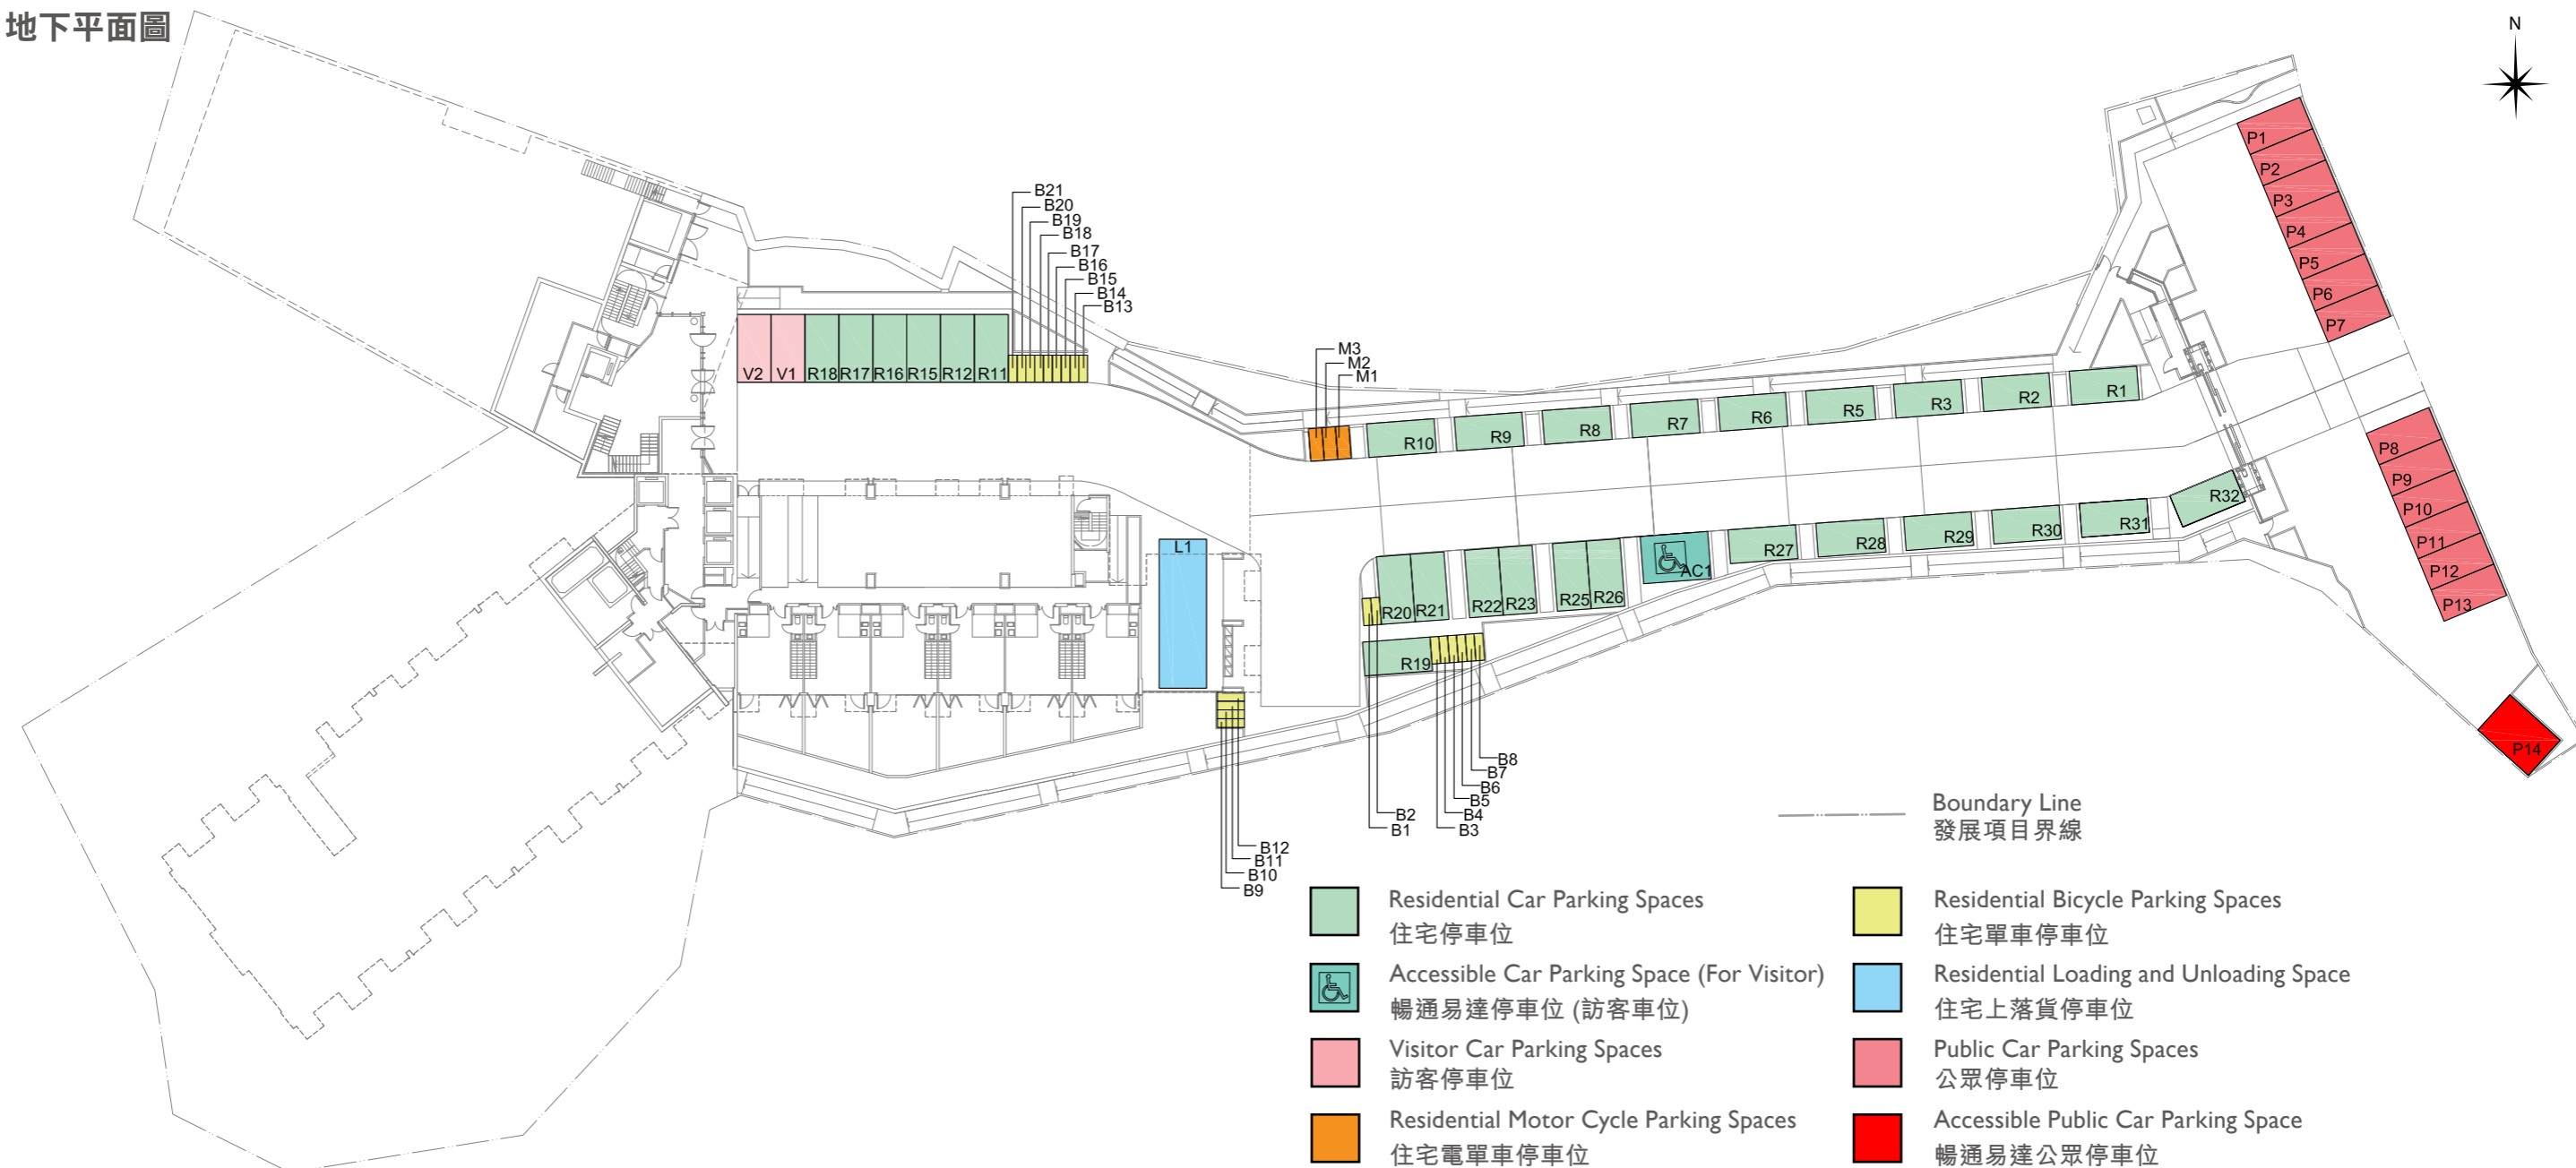 地下平面圖
N
P1
P2
P3
P4
P5
P6
P7
B21
B20
B19
B18
B17
B16
B15
B14
B13
V2 V1 R18 R17 R16 R15 R12 R11
M3
M2
M1
R10 R9 R8 R7 R6 R5 R3 R2 R1
P8
P9
P10
P11
P12
P13
L1
R20 R21 R22 R23 R25 R26 AC1 R27 R28 R29 R30 R31 R32
R19
P14
B8
B7
B6
B5
B4
B3
B2
B1
B12
B11
B10
B9
Boundary Line
發展項目界線
Residential Car Parking Spaces
住宅停車位
Accessible Car Parking Space (For Visitor)
暢通易達停車位 (訪客車位)
Visitor Car Parking Spaces
訪客停車位
Residential Motor Cycle Parking Spaces
住宅電單車停車位
Residential Bicycle Parking Spaces
住宅單車停車位
Residential Loading and Unloading Space
住宅上落貨停車位
Public Car Parking Spaces
公眾停車位
Accessible Public Car Parking Space
暢通易達公眾停車位